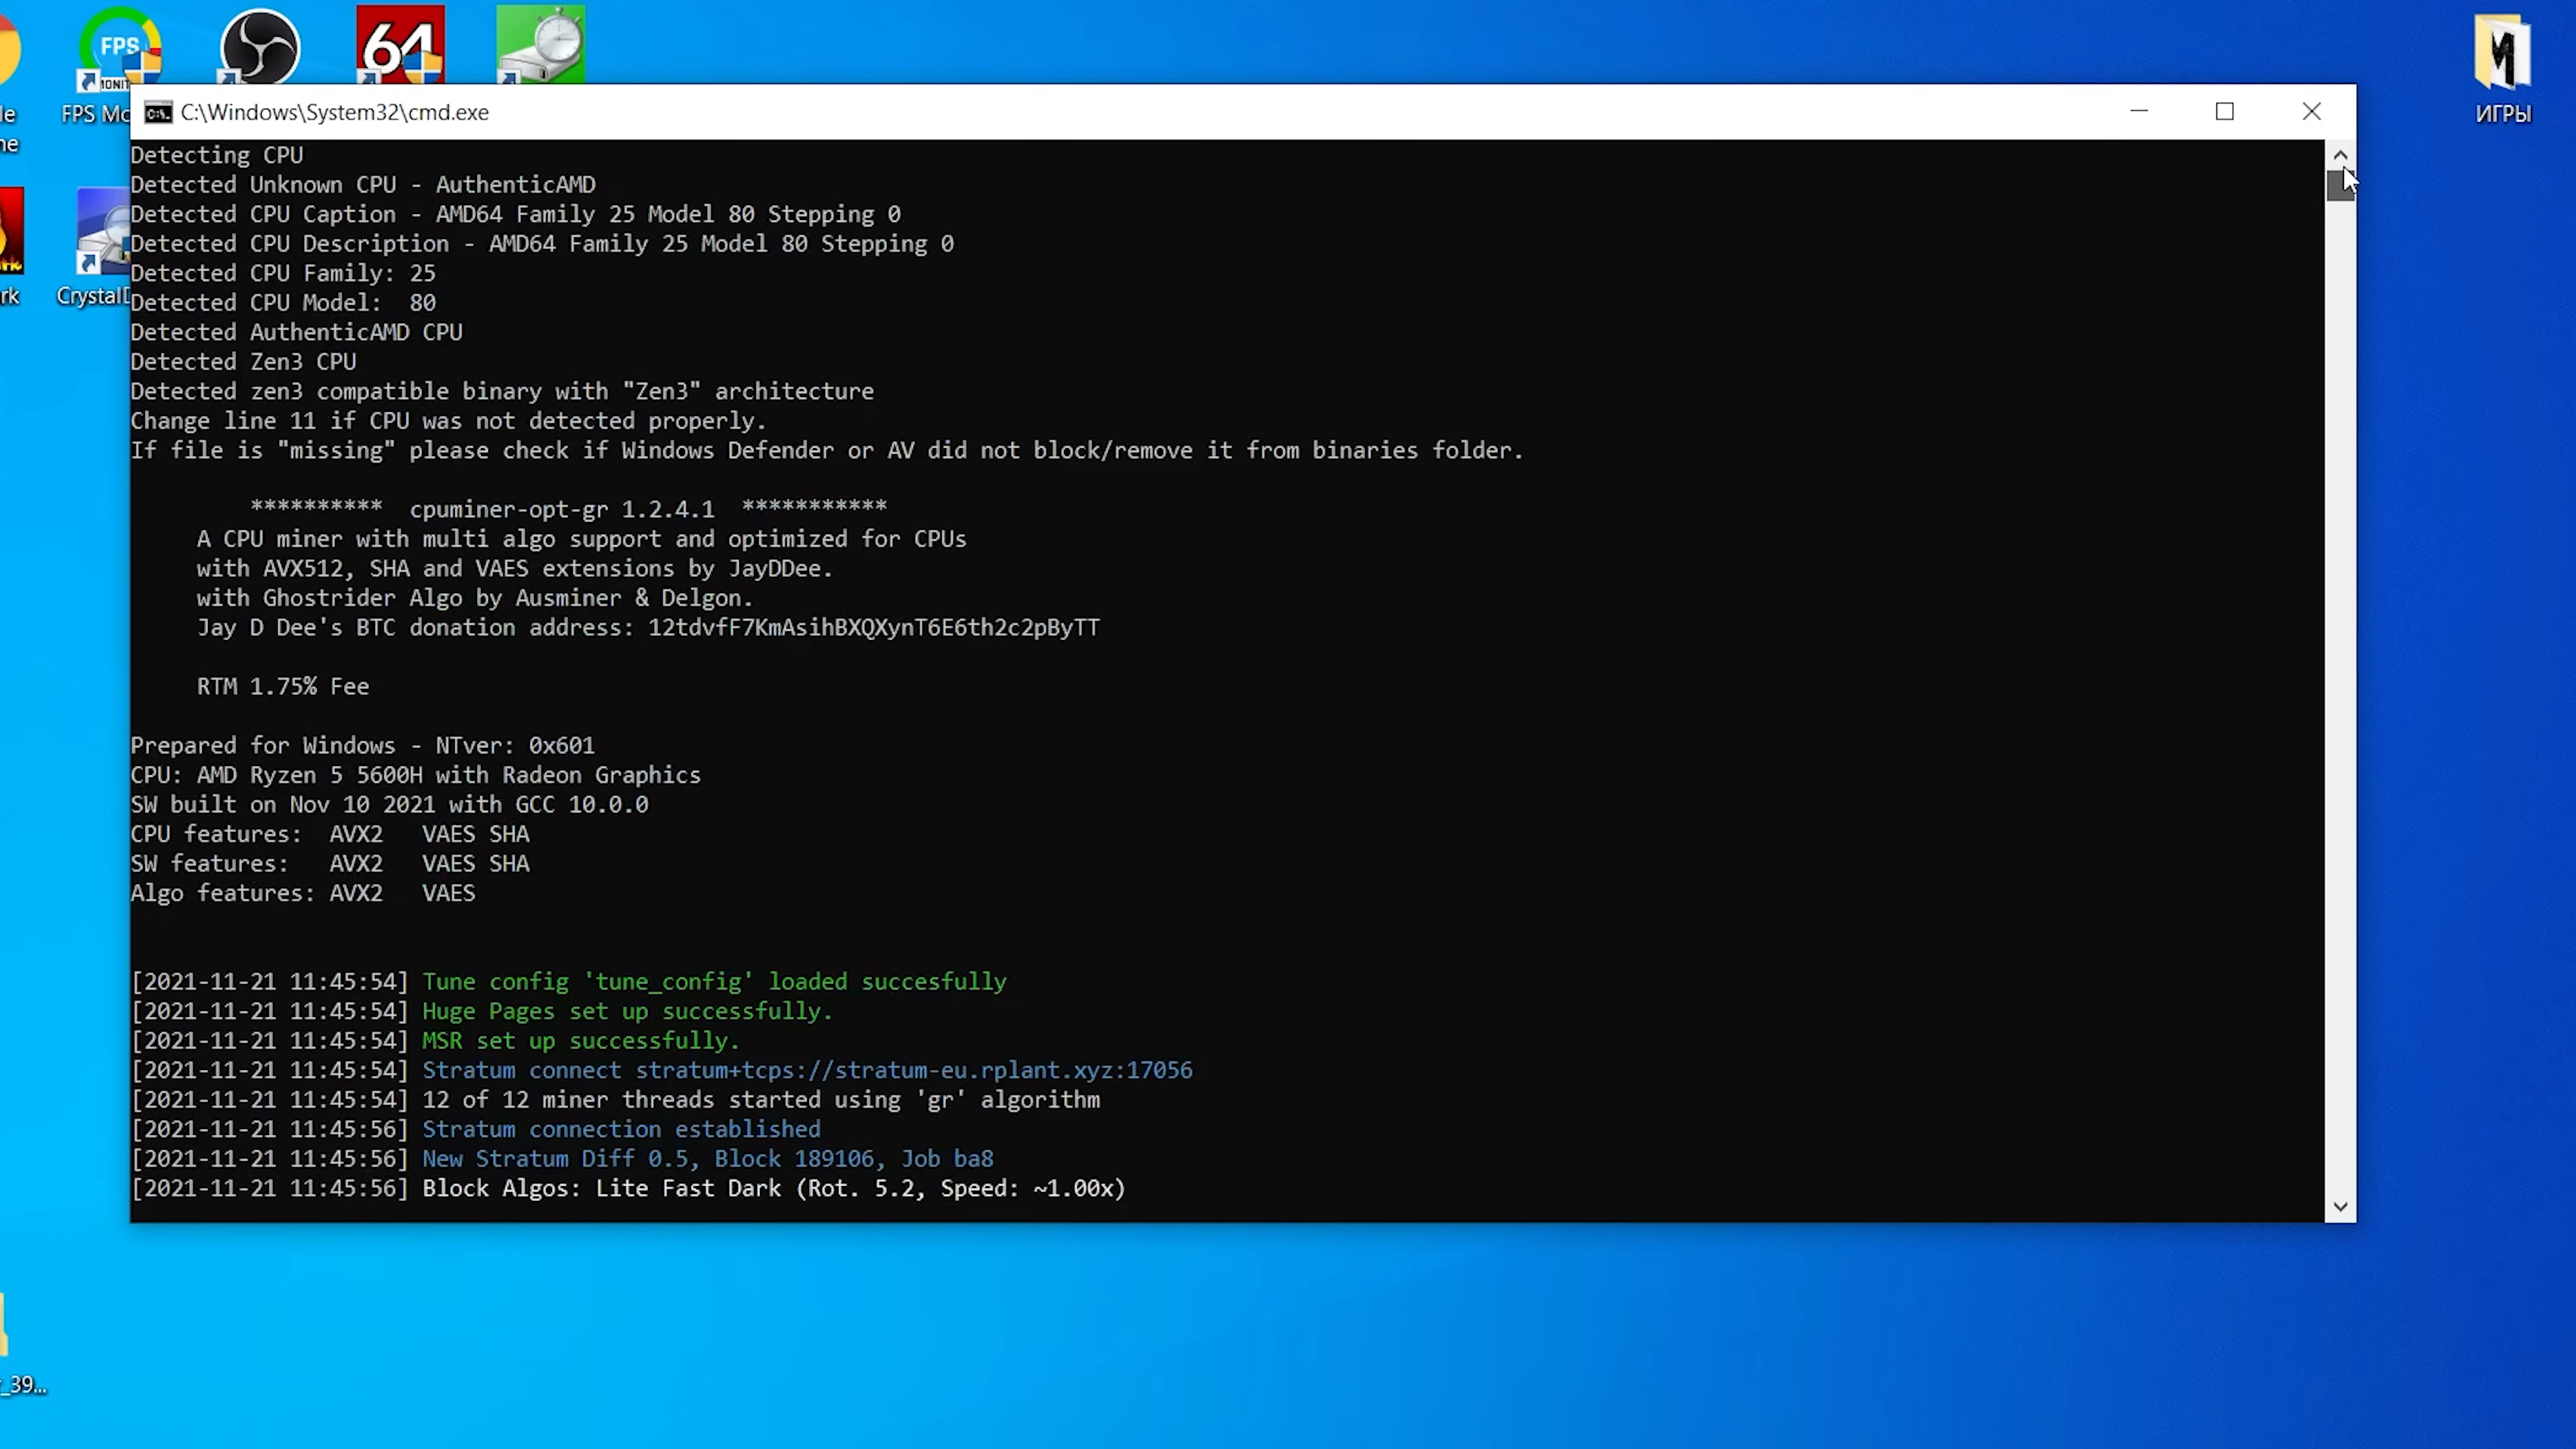 FPS
MONIT
64
FPS Mo
le
ne
rk
CrystalD
ИГРЫ
C:\Windows\System32\cmd.exe
Detecting CPU
Detected Unknown CPU - AuthenticAMD
Detected CPU Caption - AMD64 Family 25 Model 80 Stepping 0
Detected CPU Description - AMD64 Family 25 Model 80 Stepping 0
Detected CPU Family: 25
Detected CPU Model:  80
Detected AuthenticAMD CPU
Detected Zen3 CPU
Detected zen3 compatible binary with "Zen3" architecture
Change line 11 if CPU was not detected properly.
If file is "missing" please check if Windows Defender or AV did not block/remove it from binaries folder.
********** cpuminer-opt-gr 1.2.4.1 ***********
A CPU miner with multi algo support and optimized for CPUs
with AVX512, SHA and VAES extensions by JayDDee.
with Ghostrider Algo by Ausminer & Delgon.
Jay D Dee's BTC donation address: 12tdvfF7KmAsihBXQXynT6E6th2c2pByTT
RTM 1.75% Fee
Prepared for Windows - NTver: 0x601
CPU: AMD Ryzen 5 5600H with Radeon Graphics
SW built on Nov 10 2021 with GCC 10.0.0
CPU features:  AVX2   VAES SHA
SW features:   AVX2   VAES SHA
Algo features: AVX2   VAES
[2021-11-21 11:45:54] Tune config 'tune_config' loaded succesfully
[2021-11-21 11:45:54] Huge Pages set up successfully.
[2021-11-21 11:45:54] MSR set up successfully.
[2021-11-21 11:45:54] Stratum connect stratum+tcps://stratum-eu.rplant.xyz:17056
[2021-11-21 11:45:54] 12 of 12 miner threads started using 'gr' algorithm
[2021-11-21 11:45:56] Stratum connection established
[2021-11-21 11:45:56] New Stratum Diff 0.5, Block 189106, Job ba8
[2021-11-21 11:45:56] Block Algos: Lite Fast Dark (Rot. 5.2, Speed: ~1.00x)
_39...